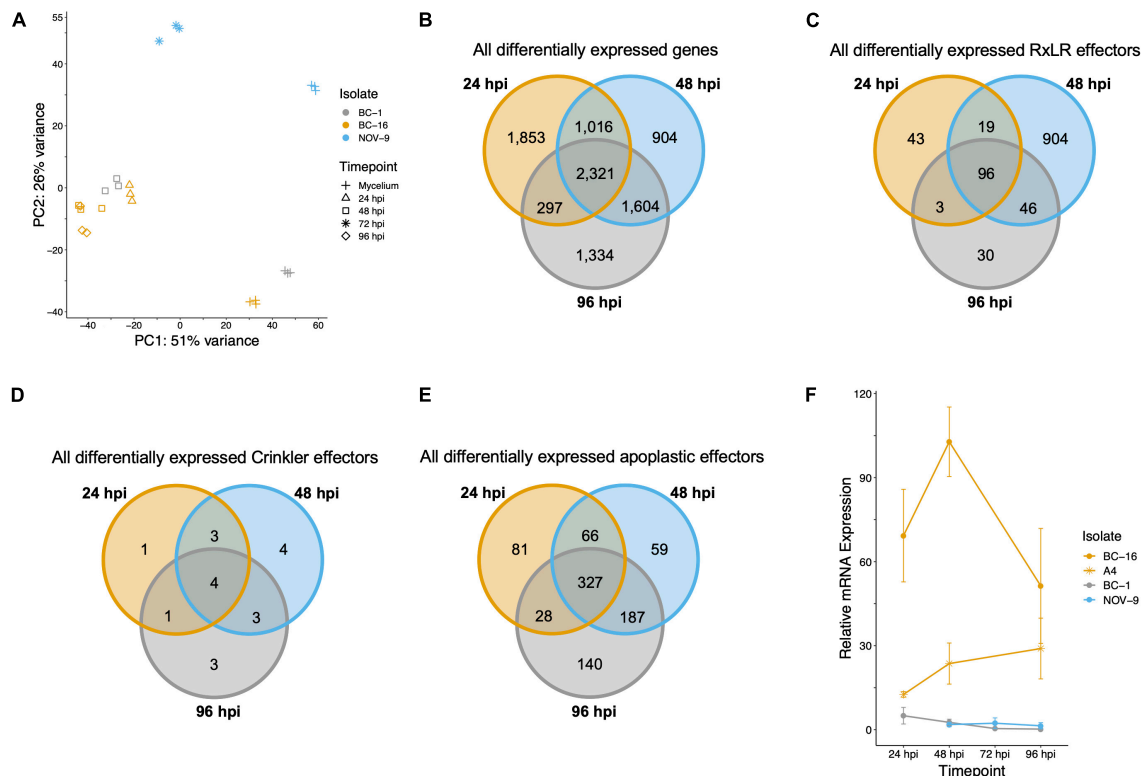 A
55
40
20
0
−20
−40
PC2: 26% variance
−40
−20
0
20
40
60
PC1: 51% variance
Isolate
BC−1
BC−16
NOV−9
Timepoint
Mycelium
24 hpi
48 hpi
72 hpi
96 hpi
B
All differentially expressed genes
24 hpi
48 hpi
1,853
1,016
904
2,321
297
1,604
1,334
96 hpi
C
All differentially expressed RxLR effectors
24 hpi
48 hpi
43
19
904
96
3
46
30
96 hpi
D
All differentially expressed Crinkler effectors
24 hpi
48 hpi
1
3
4
4
1
3
3
96 hpi
E
All differentially expressed apoplastic effectors
24 hpi
48 hpi
81
66
59
327
28
187
140
96 hpi
F
120
90
60
30
0
Relative mRNA Expression
24 hpi
48 hpi
72 hpi
96 hpi
Timepoint
Isolate
BC−16
A4
BC−1
NOV−9